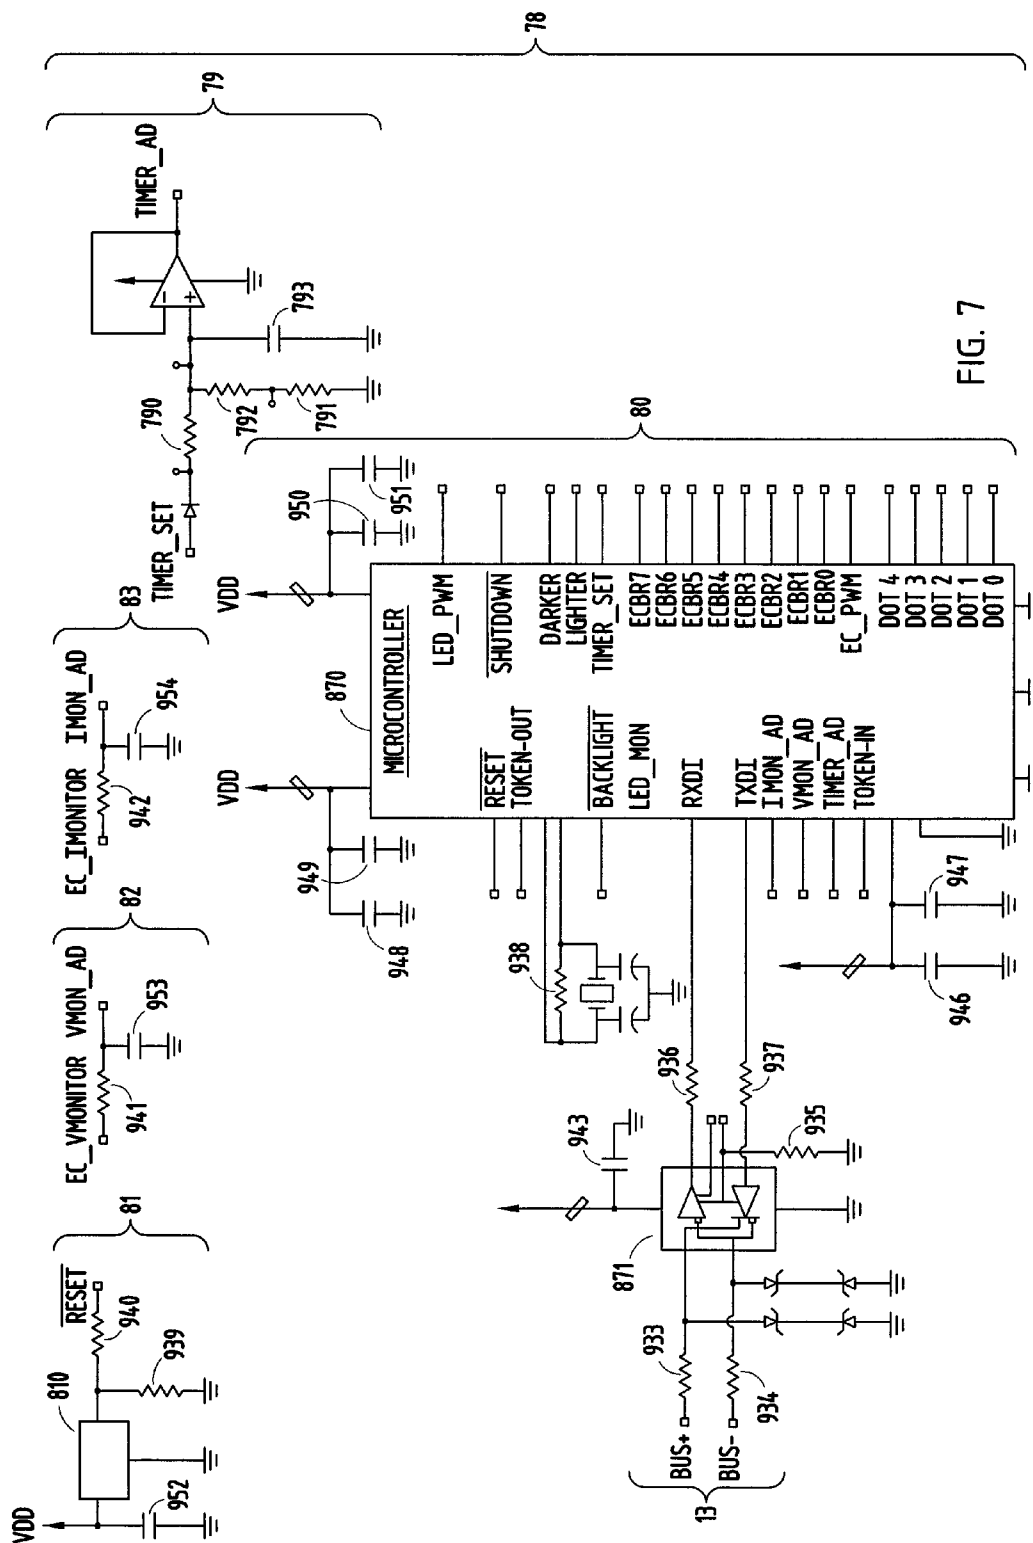 78
79
TIMER_AD
793
790
792
791
TIMER_SET
83
EC_IMONITOR IMON_AD
954
942
82
EC_VMONITOR VMON_AD
953
941
81
RESET
940
939
810
VDD
952
80
VDD
950
951
VDD
949
948
870
MICROCONTROLLER
LED_PWM
SHUTDOWN
DARKER
LIGHTER
TIMER_SET
ECBR7
ECBR6
ECBR5
ECBR4
ECBR3
ECBR2
ECBR1
ECBR0
EC_PWM
DOT 4
DOT 3
DOT 2
DOT 1
DOT 0
RESET
TOKEN-OUT
BACKLIGHT
LED_MON
RXDI
TXDI
IMON_AD
VMON_AD
TIMER_AD
TOKEN-IN
938
947
946
936
937
943
935
871
933
934
BUS+
BUS-
13
FIG. 7